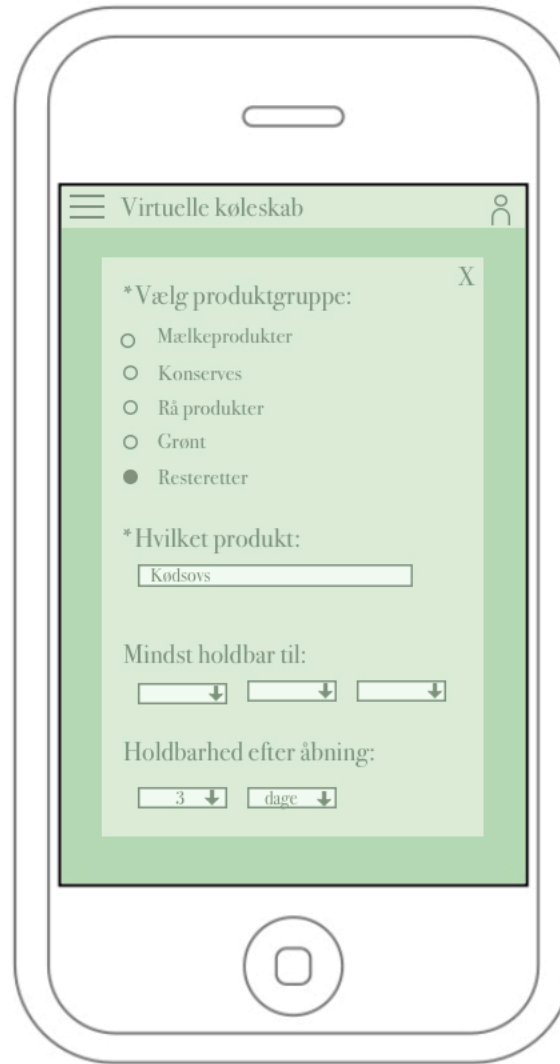 Virtuelle køleskab
X
*Vælg produktgruppe:
Mælkeprodukter
Konserves
Rå produkter
Grønt
Resteretter
*Hvilket produkt:
Kødsovs
Mindst holdbar til:
Holdbarhed efter åbning:
3 dage